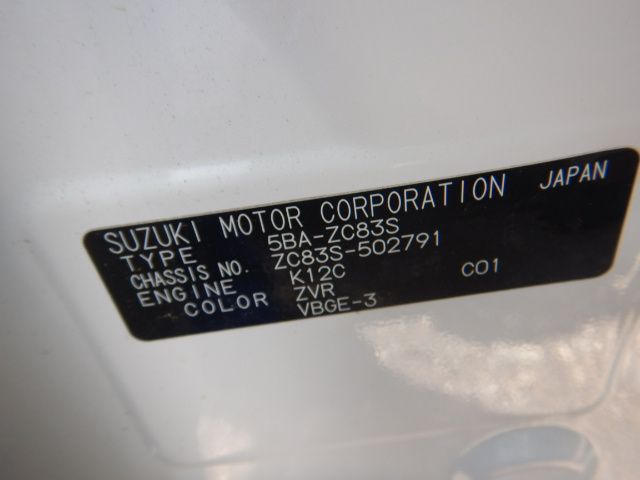 SUZUKI MOTOR CORPORATION JAPAN
TYPE 5BA-ZC83S
CHASSIS NO. ZC83S-502791
ENGINE K12C C01
COLOR ZVR
VBGE-3